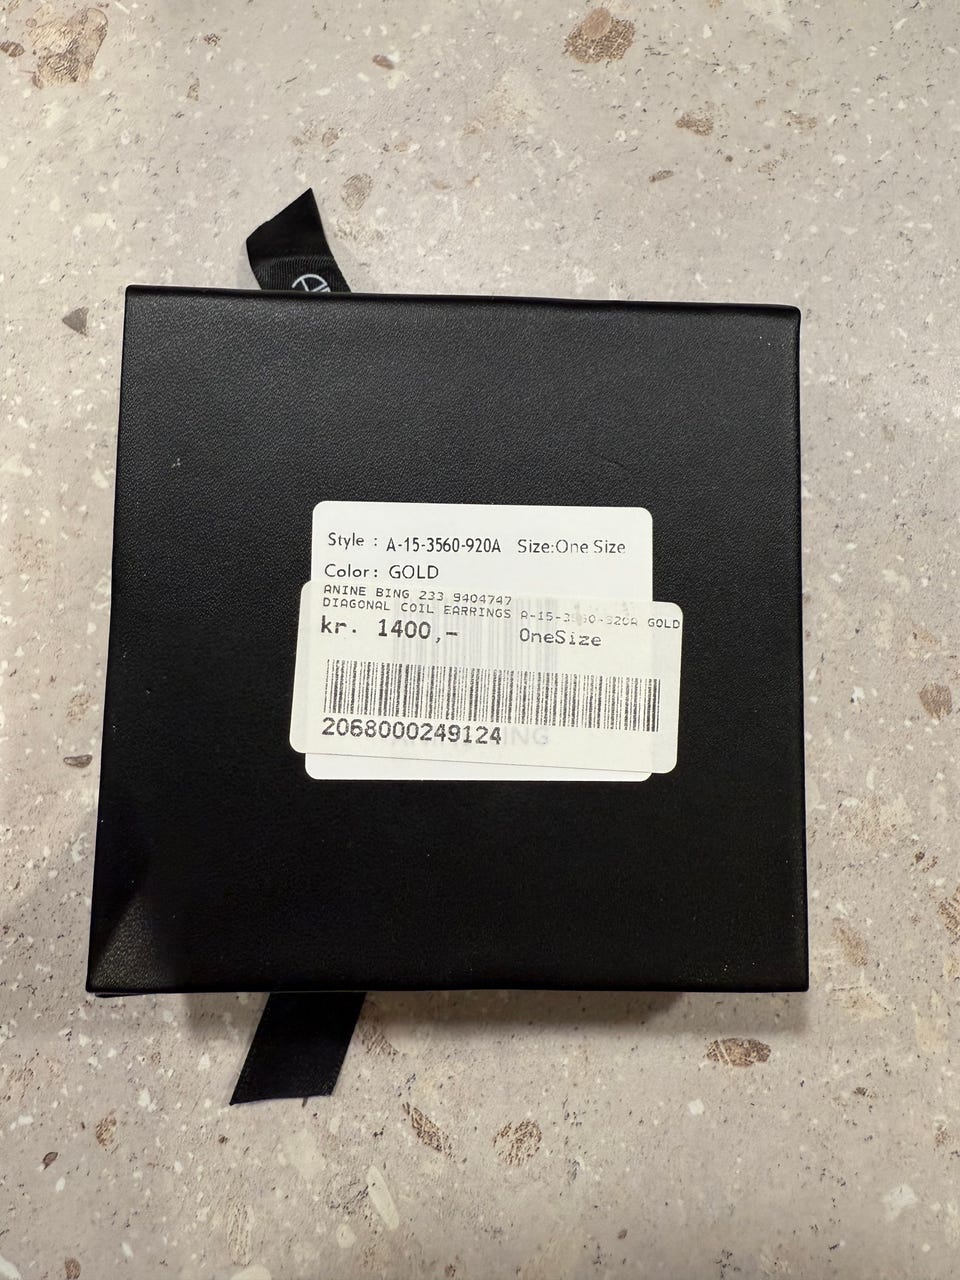 Style : A-15-3560-920A Size:One Size
Color: GOLD
ANINE BING 233 9404747
DIAGONAL COIL EARRINGS A-15-3560-920A GOLD
kr. 1400,- OneSize
2068000249124